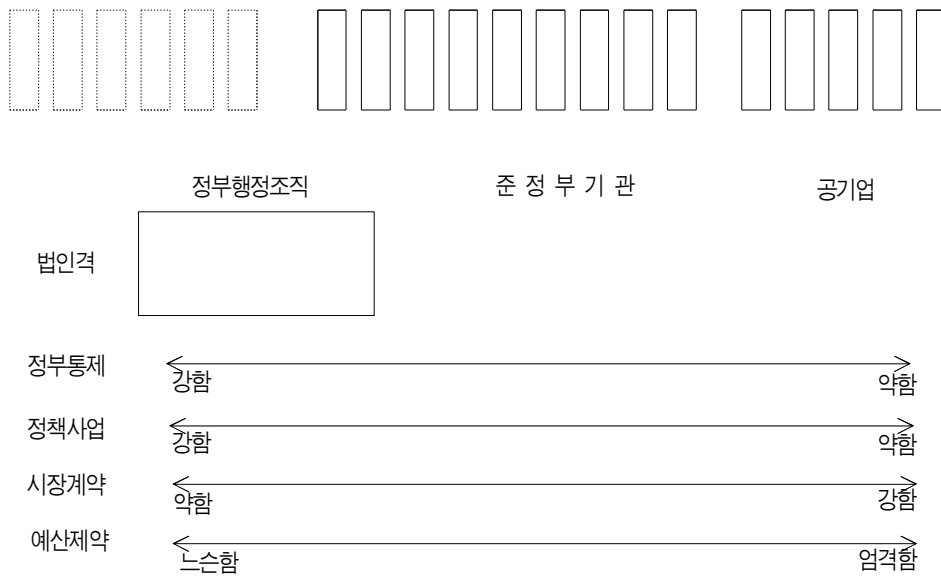 정부행정조직 준 정 부 기 관 공기업
법인격
정부통제
강함 약함
정책사업
강함 약함
시장계약
약함 강함
예산제약
느슨함 엄격함